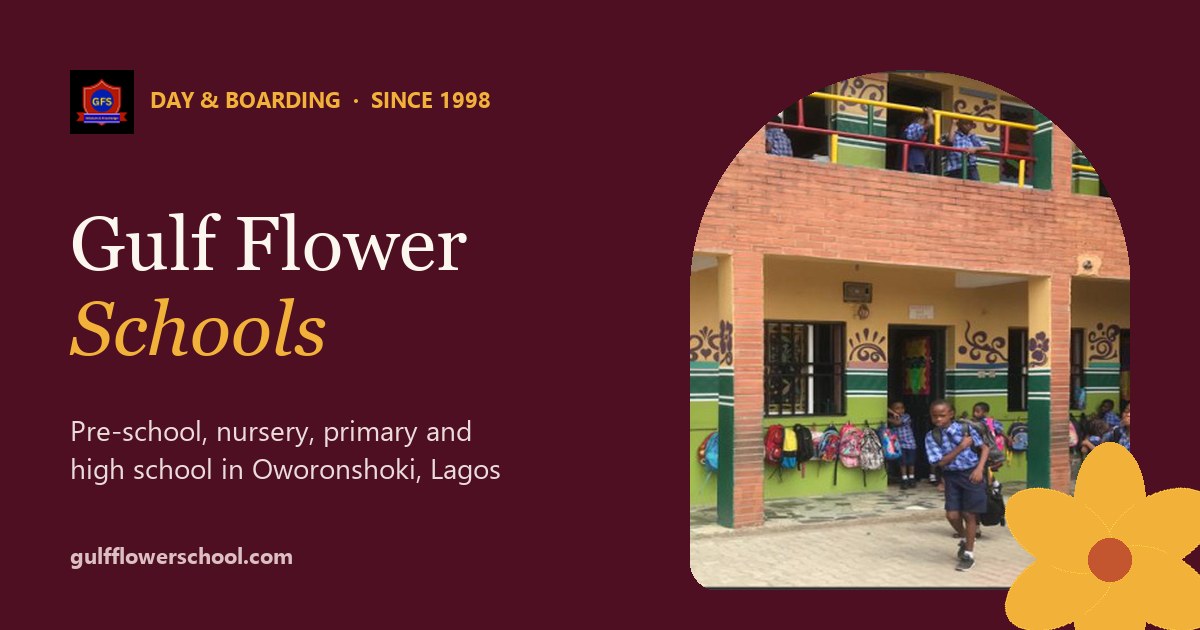 GFS
DAY & BOARDING · SINCE 1998
Gulf Flower
Schools
Pre-school, nursery, primary and
high school in Oworonshoki, Lagos
gulfflowerschool.com